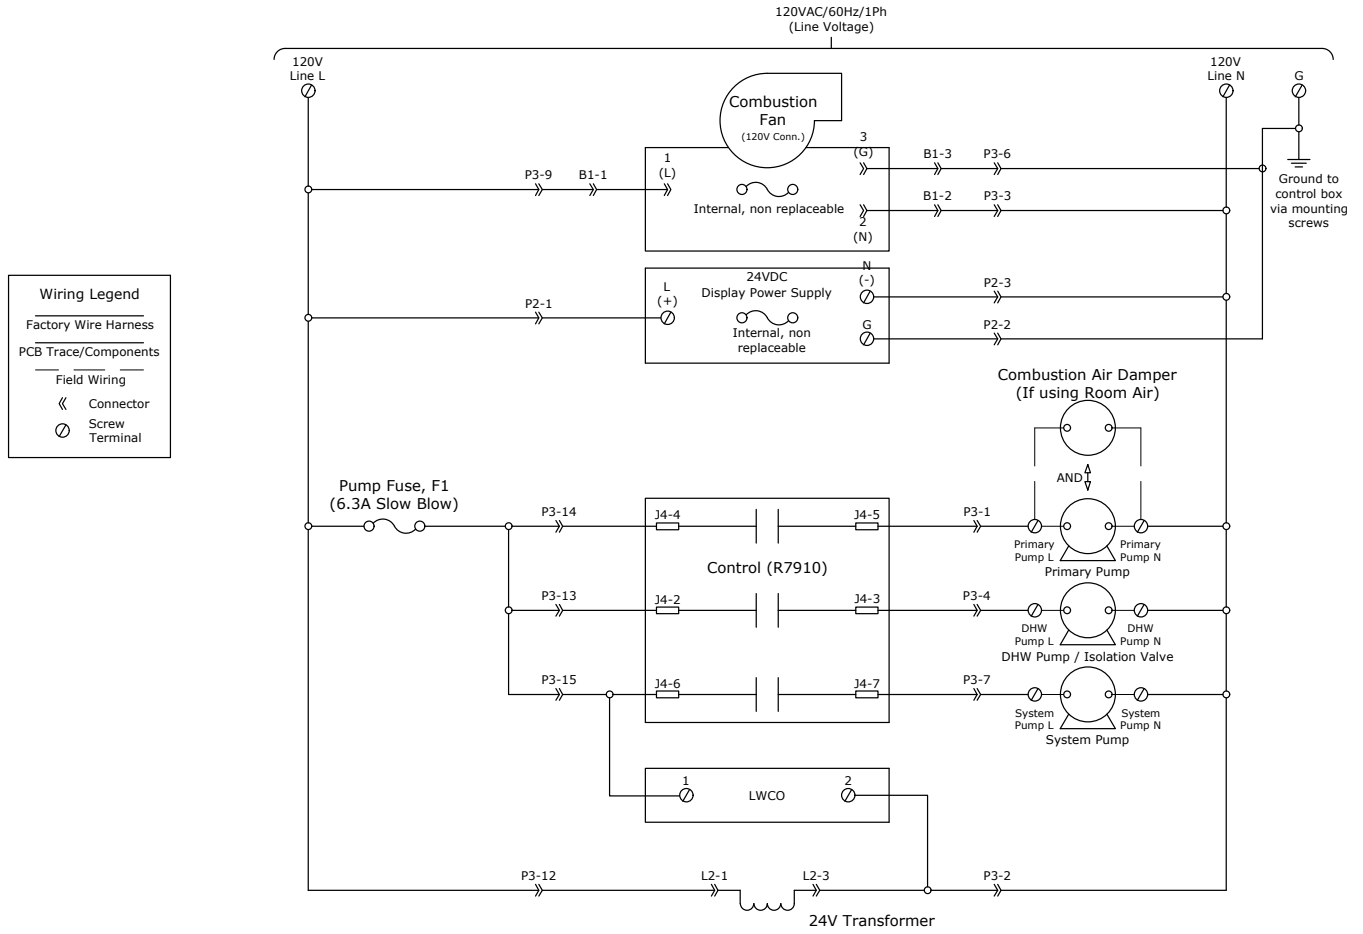 120VAC/60Hz/1Ph
(Line Voltage)
120V
Line L
120V
Line N
G
Combustion
Fan
(120V Conn.)
1
(L)
3
(G)
P3-9
B1-1
B1-3
P3-6
Internal, non replaceable
B1-2
P3-3
2
(N)
Ground to
control box
via mounting
screws
Wiring Legend
Factory Wire Harness
PCB Trace/Components
Field Wiring
Connector
Screw
Terminal
24VDC
Display Power Supply
L
(+)
N
(-)
P2-1
P2-3
Internal, non
replaceable
G
P2-2
Combustion Air Damper
(If using Room Air)
AND
Pump Fuse, F1
(6.3A Slow Blow)
P3-14
J4-4
J4-5
P3-1
Primary
Pump L
Primary
Pump N
Primary Pump
Control (R7910)
P3-13
J4-2
J4-3
P3-4
DHW
Pump L
DHW
Pump N
DHW Pump / Isolation Valve
P3-15
J4-6
J4-7
P3-7
System
Pump L
System
Pump N
System Pump
1
LWCO
2
P3-12
L2-1
L2-3
P3-2
24V Transformer